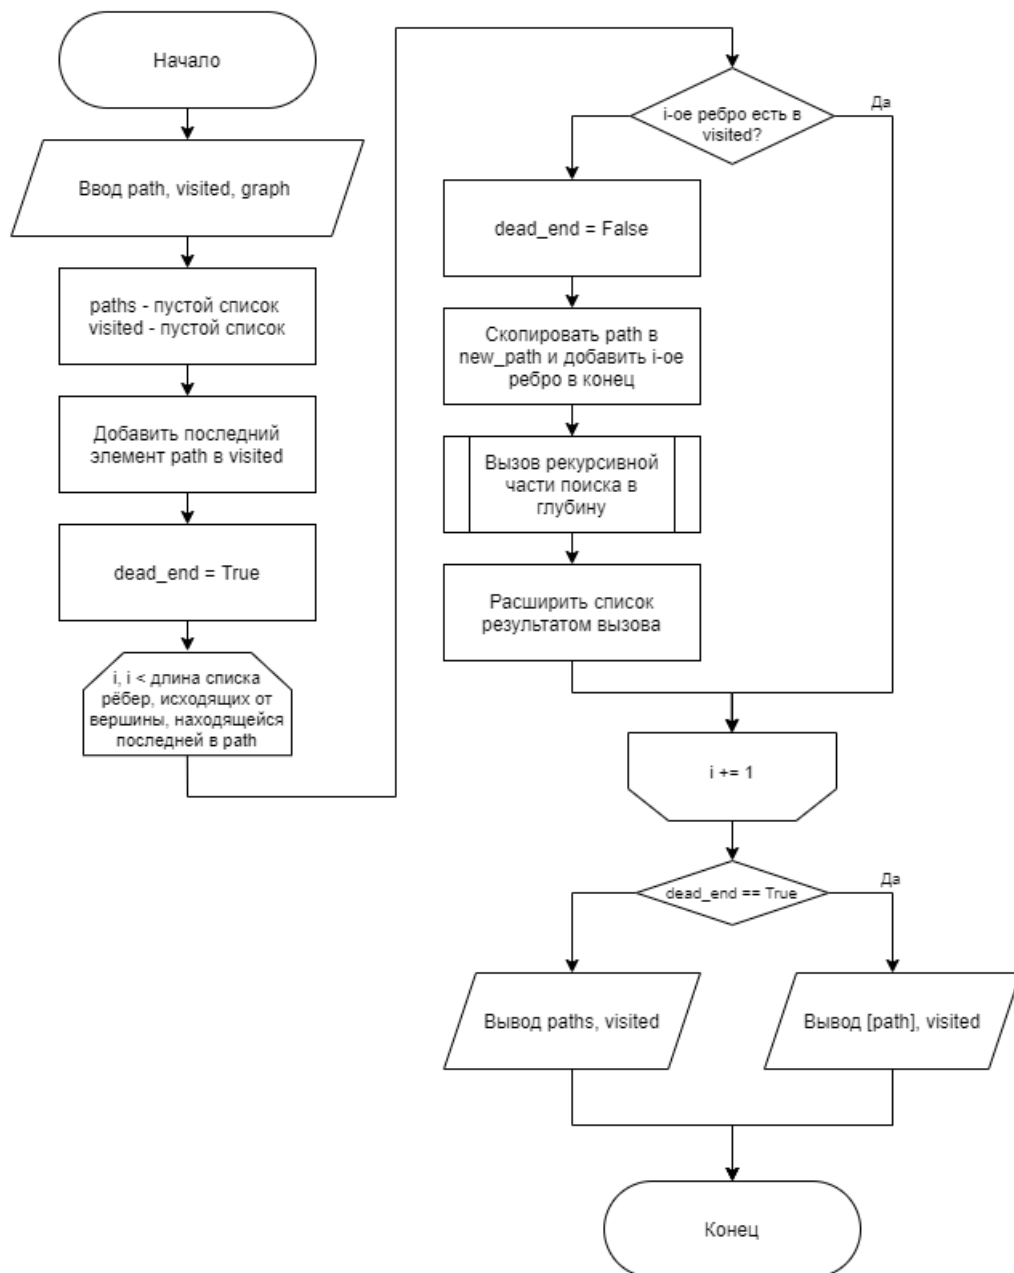 Начало
Ввод path, visited, graph
paths - пустой список
visited - пустой список
Добавить последний
элемент path в visited
dead_end = True
i, i < длина списка
рёбер, исходящих от
вершины, находящейся
последней в path
i-ое ребро есть в
visited?
Да
dead_end = False
Скопировать path в
new_path и добавить i-ое
ребро в конец
Вызов рекурсивной
части поиска в
глубину
Расширить список
результатом вызова
i += 1
dead_end == True
Да
Вывод paths, visited
Вывод [path], visited
Конец